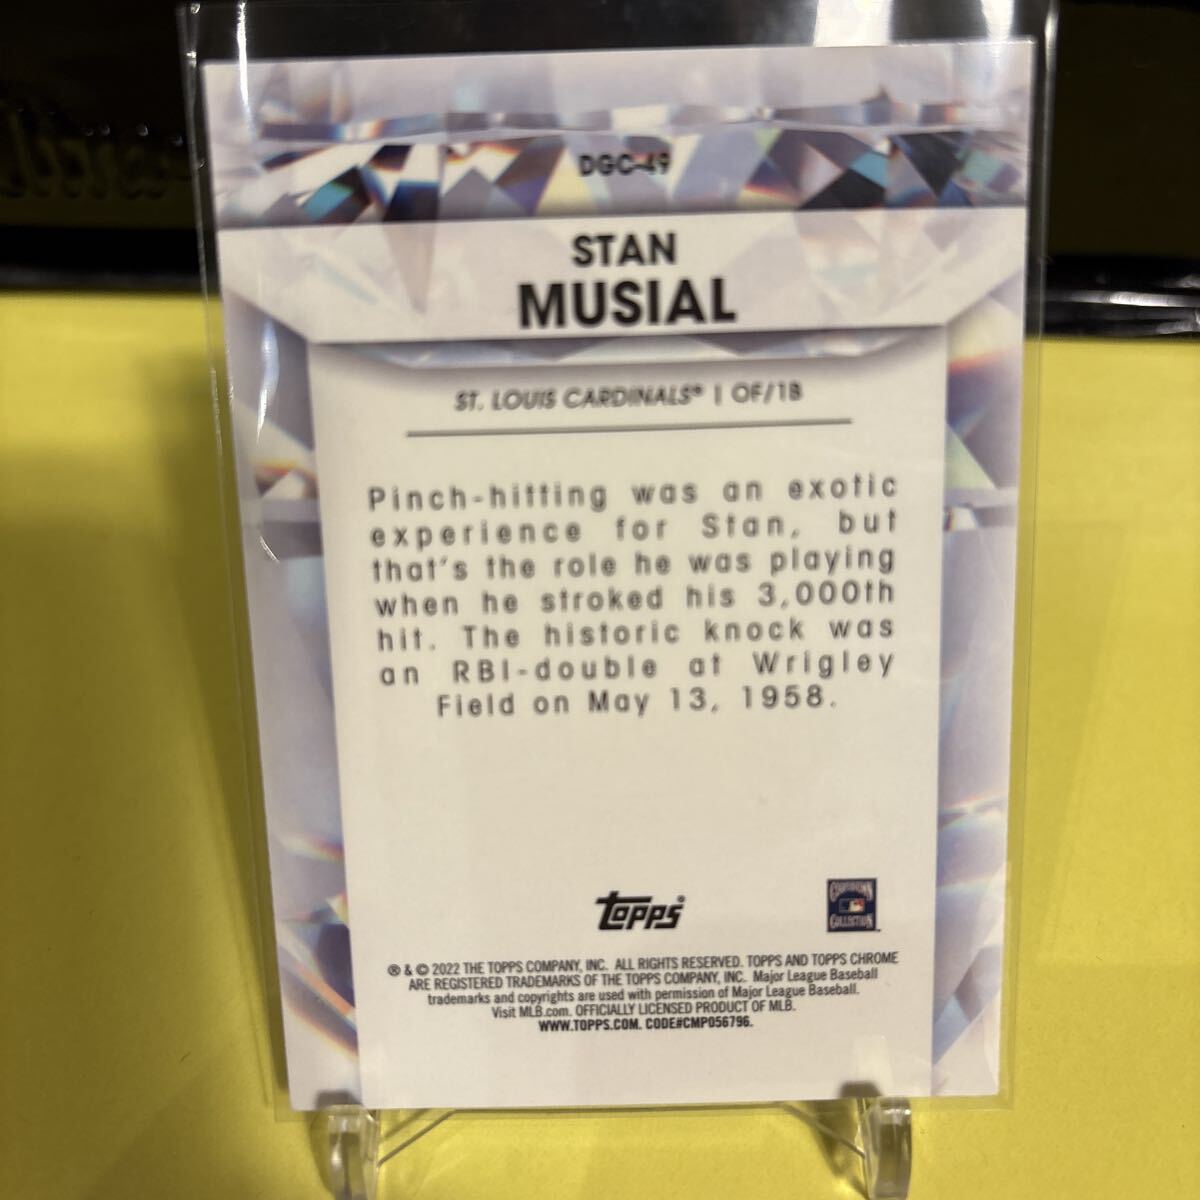 DGC-49
STAN
MUSIAL
ST. LOUIS CARDINALS® | OF/1B
Pinch-hitting was an exotic
experience for Stan, but
that's the role he was playing
when he stroked his 3,000th
hit. The historic knock was
an RBI-double at Wrigley
Field on May 13, 1958.
topps®
COOPERSTOWN
COLLECTION
® & © 2022 THE TOPPS COMPANY, INC. ALL RIGHTS RESERVED. TOPPS AND TOPPS CHROME
ARE REGISTERED TRADEMARKS OF THE TOPPS COMPANY, INC. Major League Baseball
trademarks and copyrights are used with permission of Major League Baseball.
Visit MLB.com. OFFICIALLY LICENSED PRODUCT OF MLB.
WWW.TOPPS.COM. CODE#CMP056796.